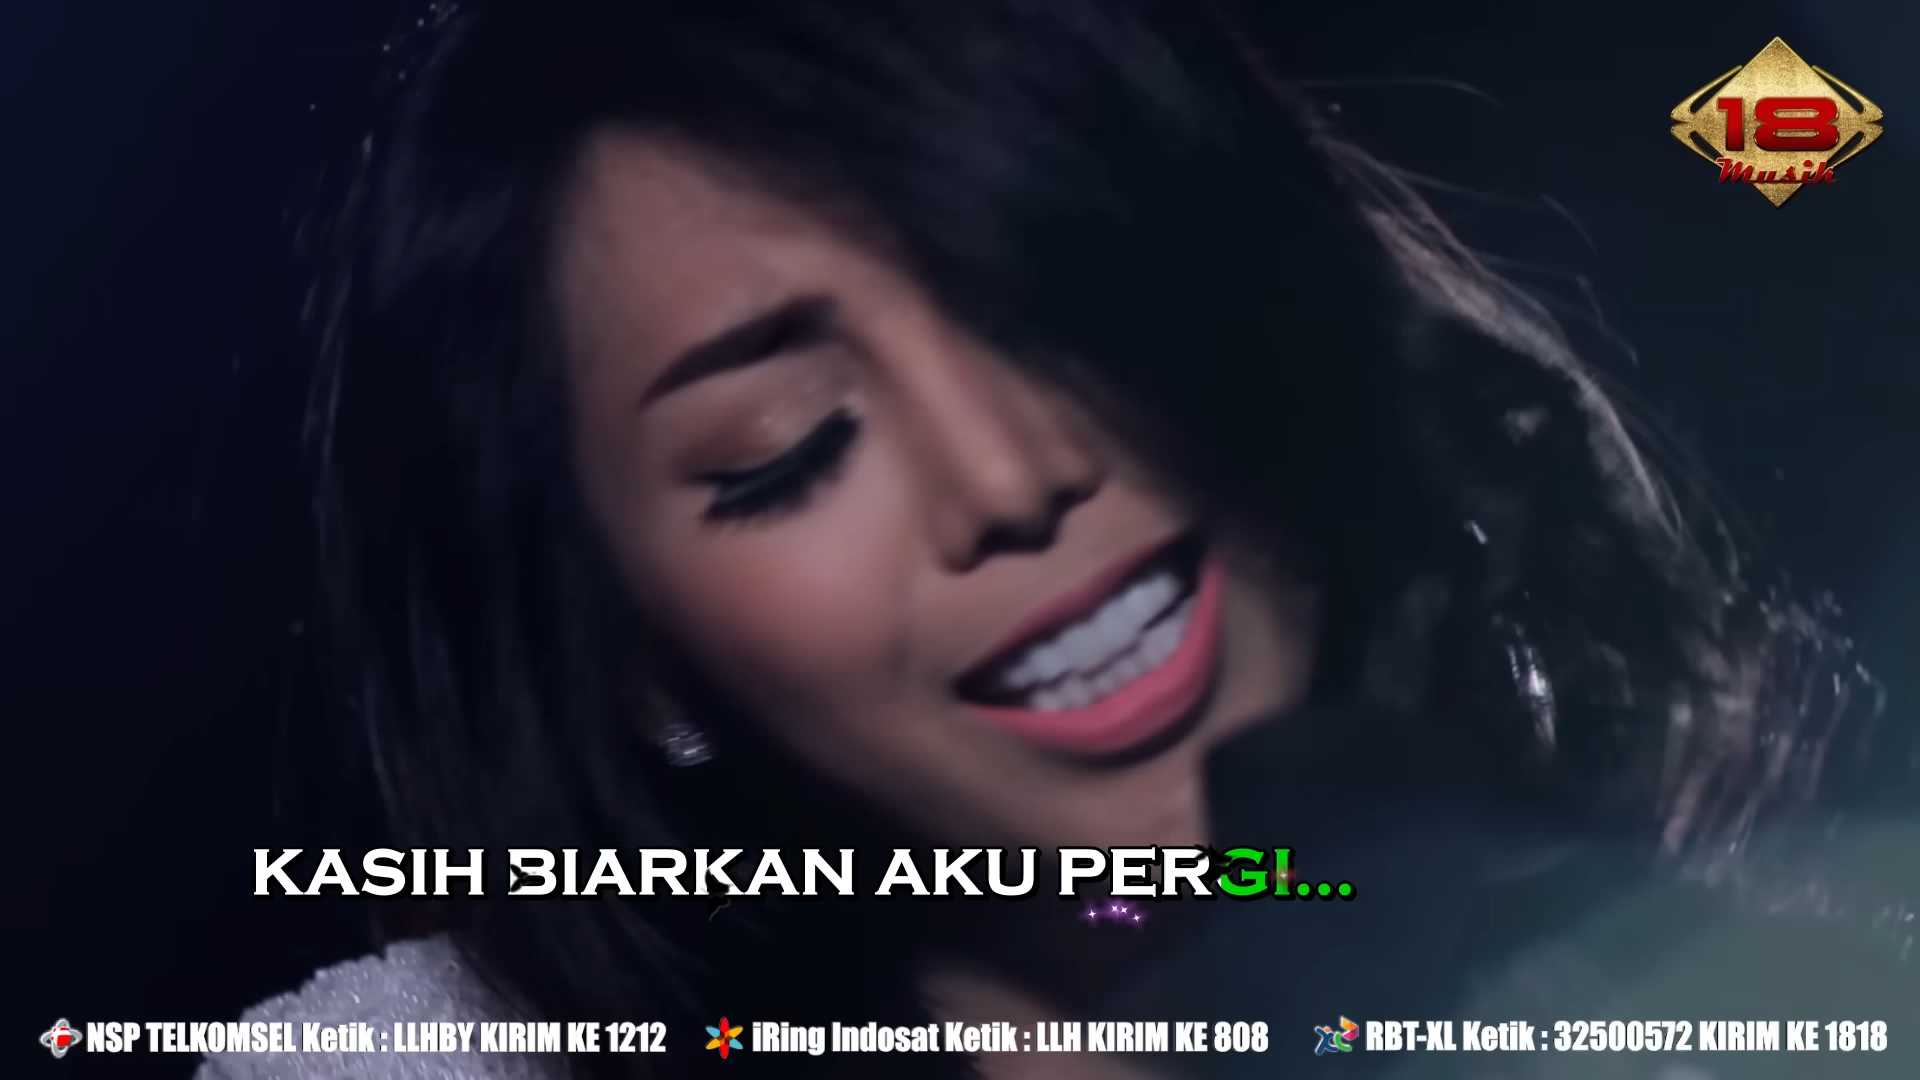 18
Musik
KASIH BIARKAN AKU PERGI...
NSP TELKOMSEL Ketik : LLHBY KIRIM KE 1212
iRing Indosat Ketik : LLH KIRIM KE 808
RBT-XL Ketik : 32500572 KIRIM KE 1818